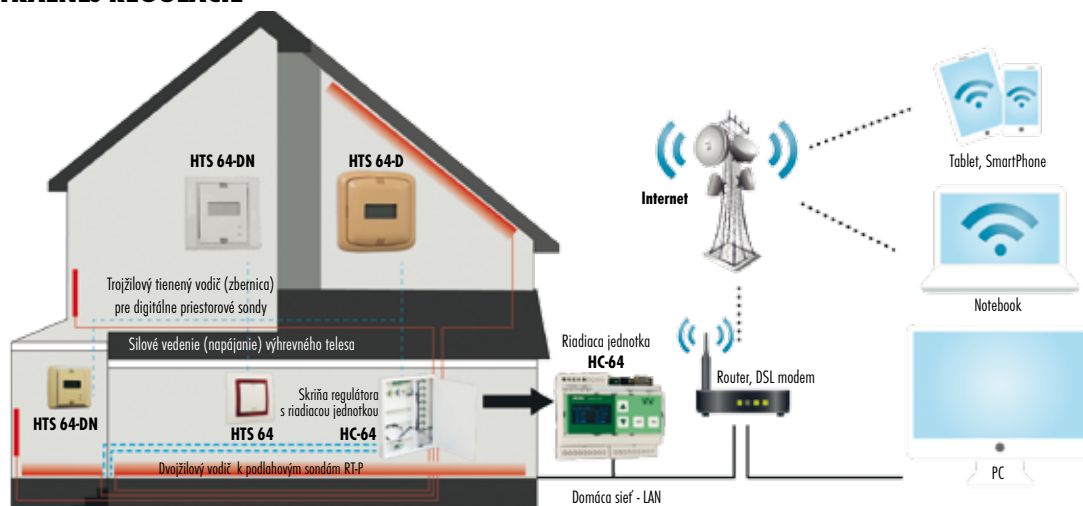 HTS 64-DN
HTS 64-D
Trojžilový tienený vodič (zbernica)
pre digitálne priestorové sondy
Silové vedenie (napájanie) výhrevného telesa
HTS 64-DN
HTS 64
Skriňa regulátora
s riadiacou jednotkou
HC-64
Dvojžilový vodič k podlahovým sondám RT-P
Riadiaca jednotka
HC-64
Domáca sieť - LAN
Internet
Router, DSL modem
Tablet, SmartPhone
Notebook
PC